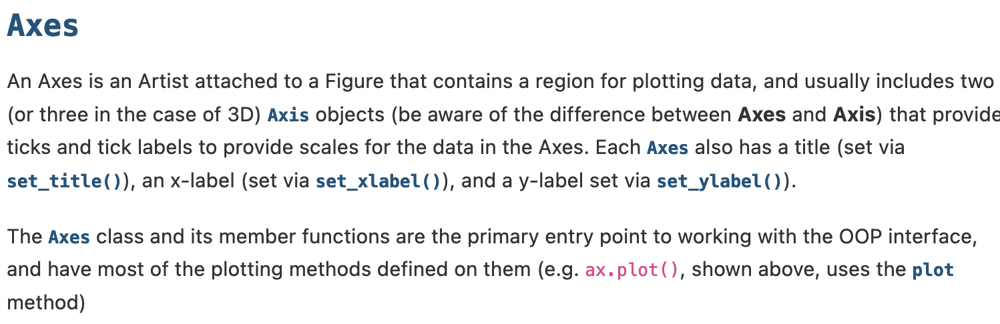 Axes
An Axes is an Artist attached to a Figure that contains a region for plotting data, and usually includes two
(or three in the case of 3D) Axis objects (be aware of the difference between Axes and Axis) that provide
ticks and tick labels to provide scales for the data in the Axes. Each Axes also has a title (set via
set_title()), an x-label (set via set_xlabel()), and a y-label set via set_ylabel()).
The Axes class and its member functions are the primary entry point to working with the OOP interface,
and have most of the plotting methods defined on them (e.g. ax.plot(), shown above, uses the plot
method)